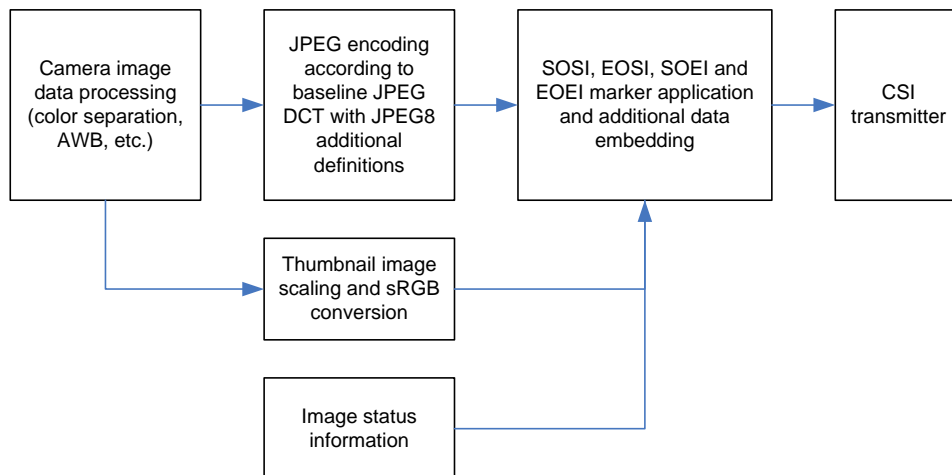 Camera image
data processing
(color separation,
AWB, etc.)
JPEG encoding
according to
baseline JPEG
DCT with JPEG8
additional
definitions
SOSI, EOSI, SOEI and
EOEI marker application
and additional data
embedding
CSI
transmitter
Thumbnail image
scaling and sRGB
conversion
Image status
information